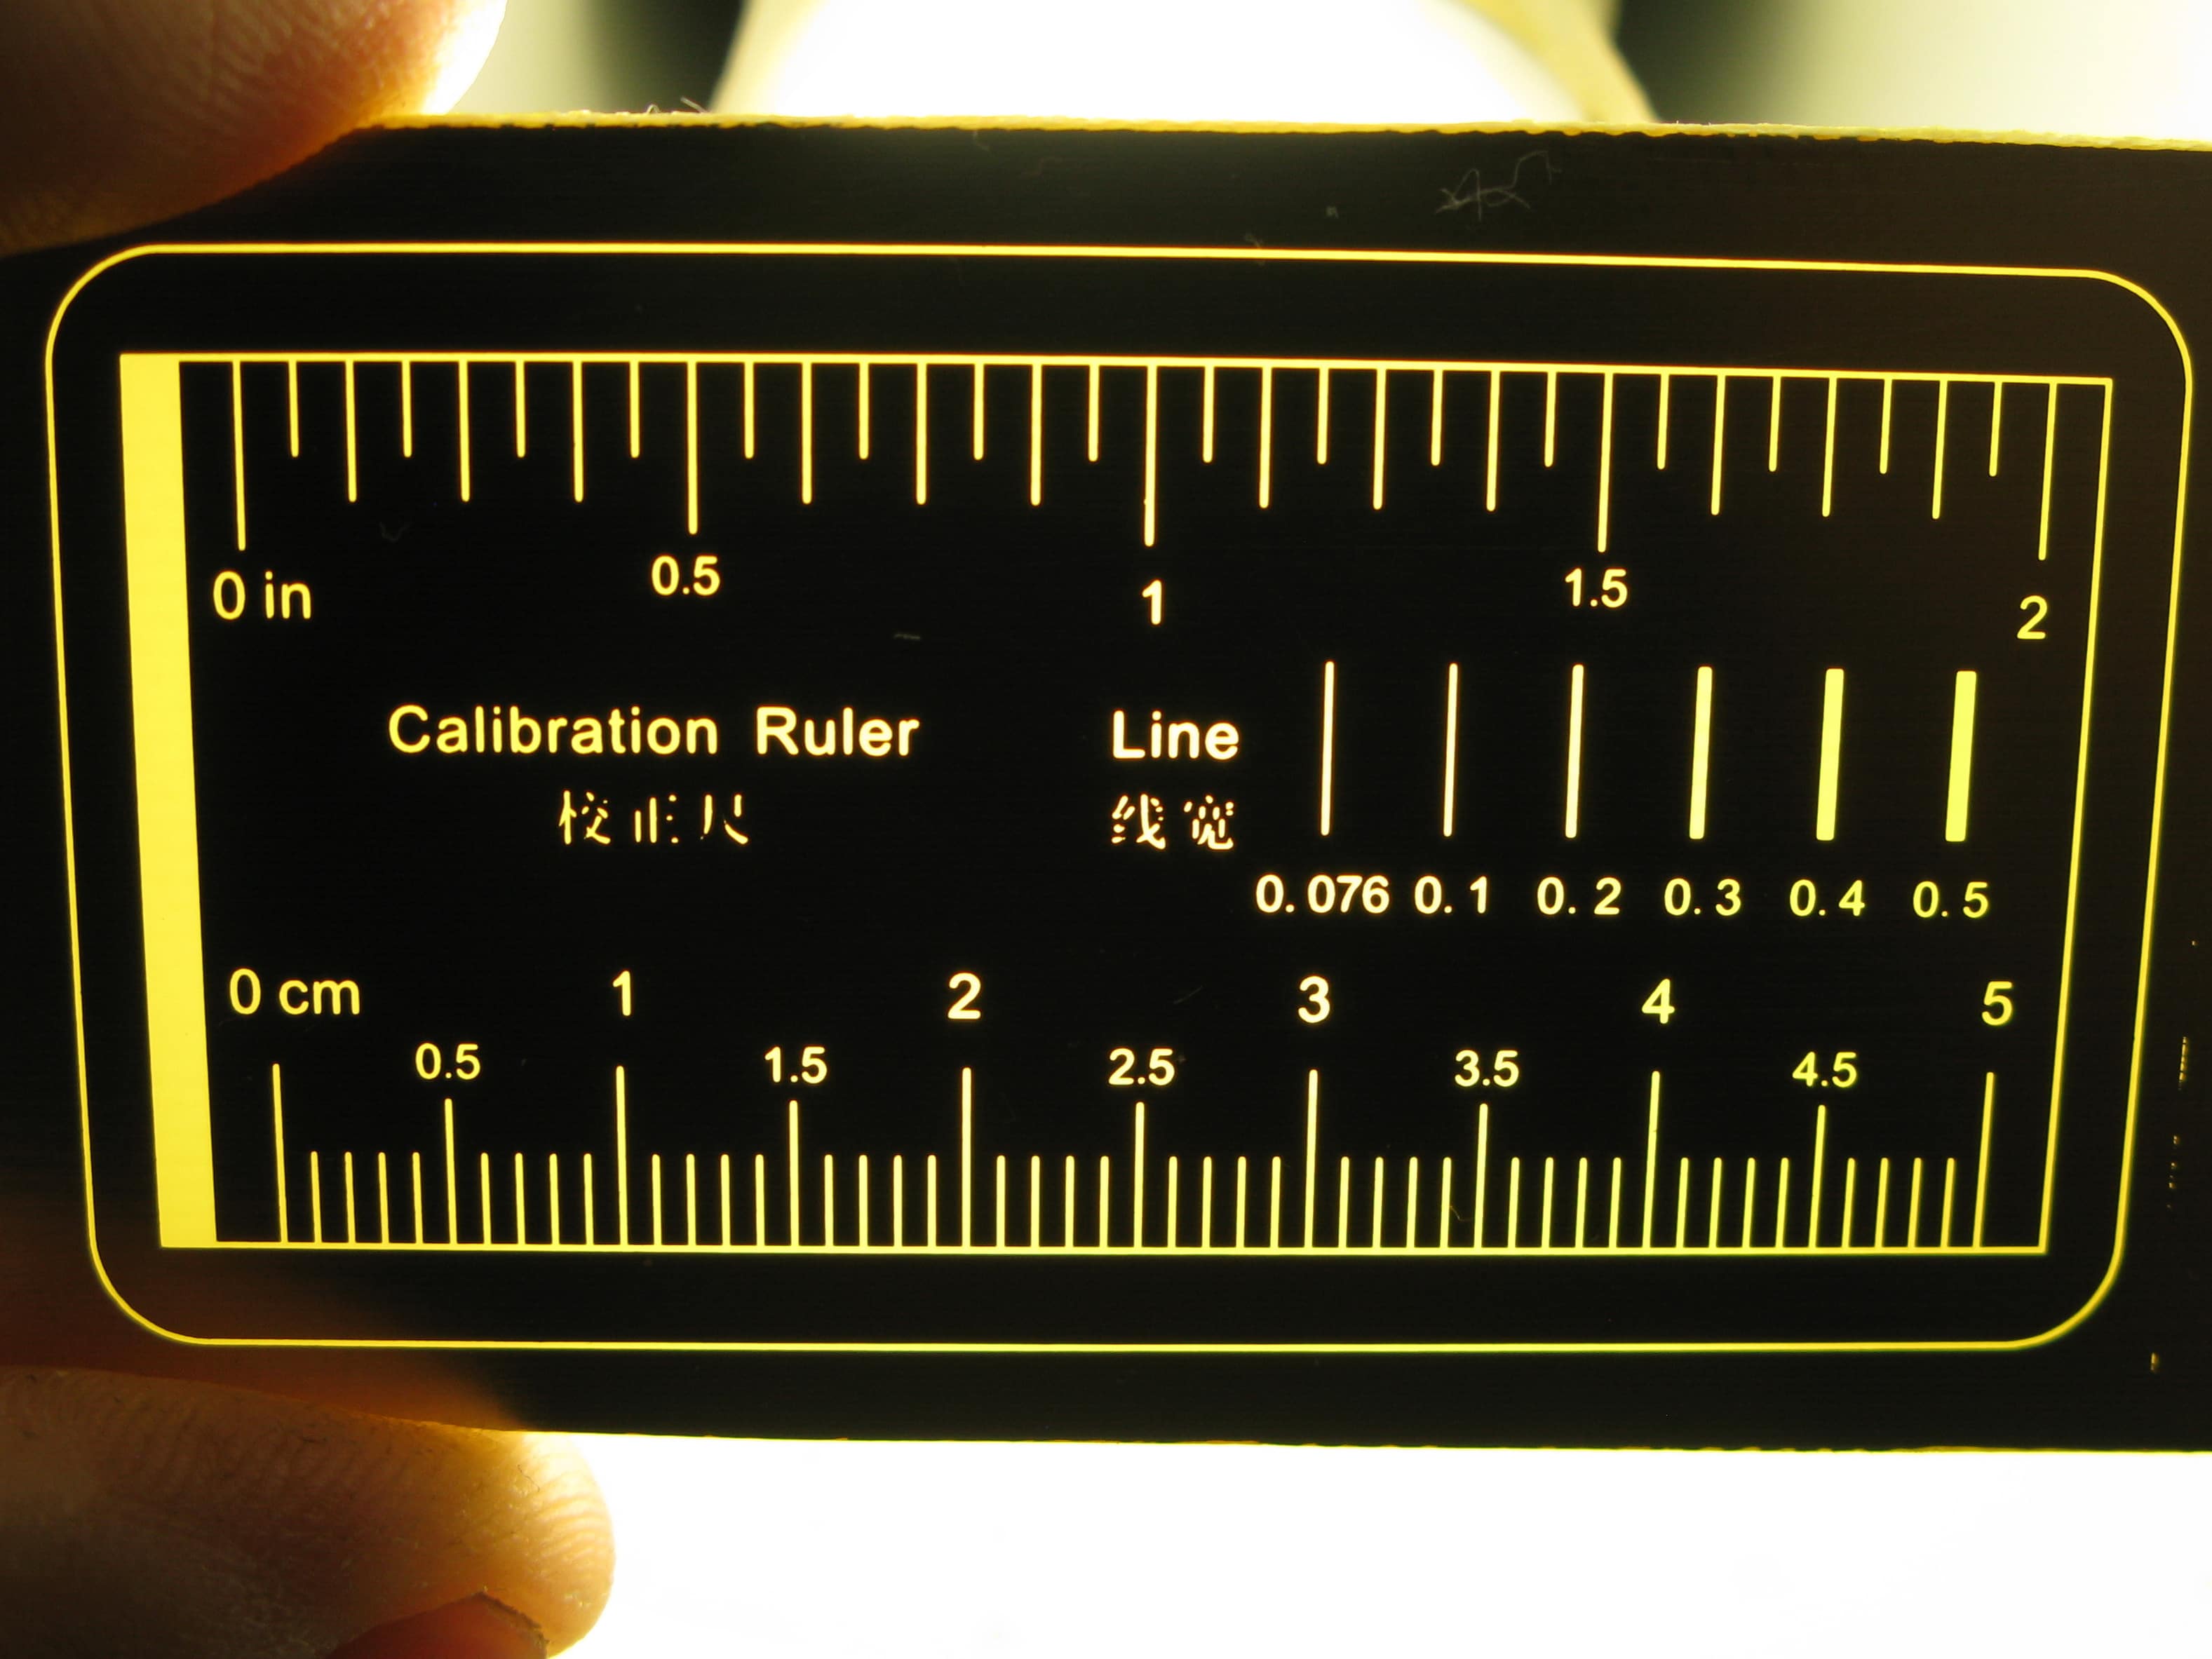 0 in 0.5 1 1.5 2
Calibration Ruler Line
校正尺 线宽
0.076 0.1 0.2 0.3 0.4 0.5
0 cm 1 2 3 4 5
0.5 1.5 2.5 3.5 4.5